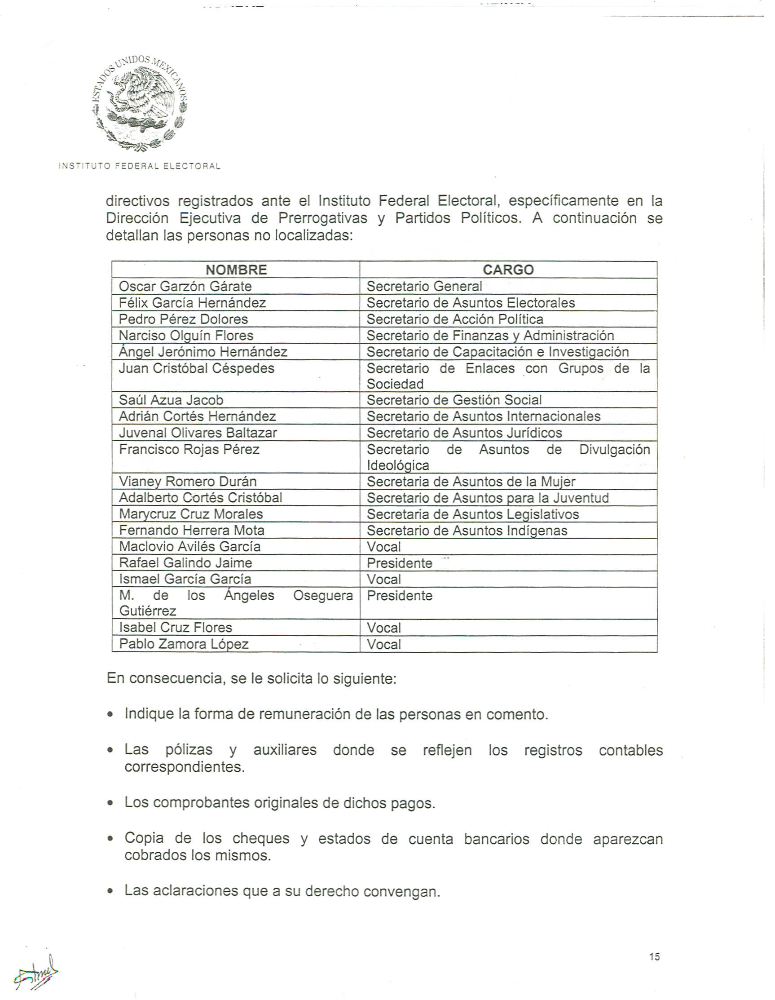 ESTADOS UNIDOS MEXICANOS
INSTITUTO FEDERAL ELECTORAL
directivos registrados ante el Instituto Federal Electoral, específicamente en la
Dirección Ejecutiva de Prerrogativas y Partidos Políticos. A continuación se
detallan las personas no localizadas:
NOMBRE CARGO
Oscar Garzón Gárate Secretario General
Félix García Hernández Secretario de Asuntos Electorales
Pedro Pérez Dolores Secretario de Acción Política
Narciso Olguín Flores Secretario de Finanzas y Administración
Ángel Jerónimo Hernández Secretario de Capacitación e Investigación
Juan Cristóbal Céspedes Secretario de Enlaces con Grupos de la
Sociedad
Saúl Azua Jacob Secretario de Gestión Social
Adrián Cortés Hernández Secretario de Asuntos Internacionales
Juvenal Olivares Baltazar Secretario de Asuntos Jurídicos
Francisco Rojas Pérez Secretario de Asuntos de Divulgación
Ideológica
Vianey Romero Durán Secretaria de Asuntos de la Mujer
Adalberto Cortés Cristóbal Secretario de Asuntos para la Juventud
Marycruz Cruz Morales Secretaria de Asuntos Legislativos
Fernando Herrera Mota Secretario de Asuntos Indígenas
Maclovio Avilés García Vocal
Rafael Galindo Jaime Presidente
Ismael García García Vocal
M. de los Ángeles Oseguera Presidente
Gutiérrez
Isabel Cruz Flores Vocal
Pablo Zamora López Vocal
En consecuencia, se le solicita lo siguiente:
• Indique la forma de remuneración de las personas en comento.
• Las pólizas y auxiliares donde se reflejen los registros contables
correspondientes.
• Los comprobantes originales de dichos pagos.
• Copia de los cheques y estados de cuenta bancarios donde aparezcan
cobrados los mismos.
• Las aclaraciones que a su derecho convengan.
15